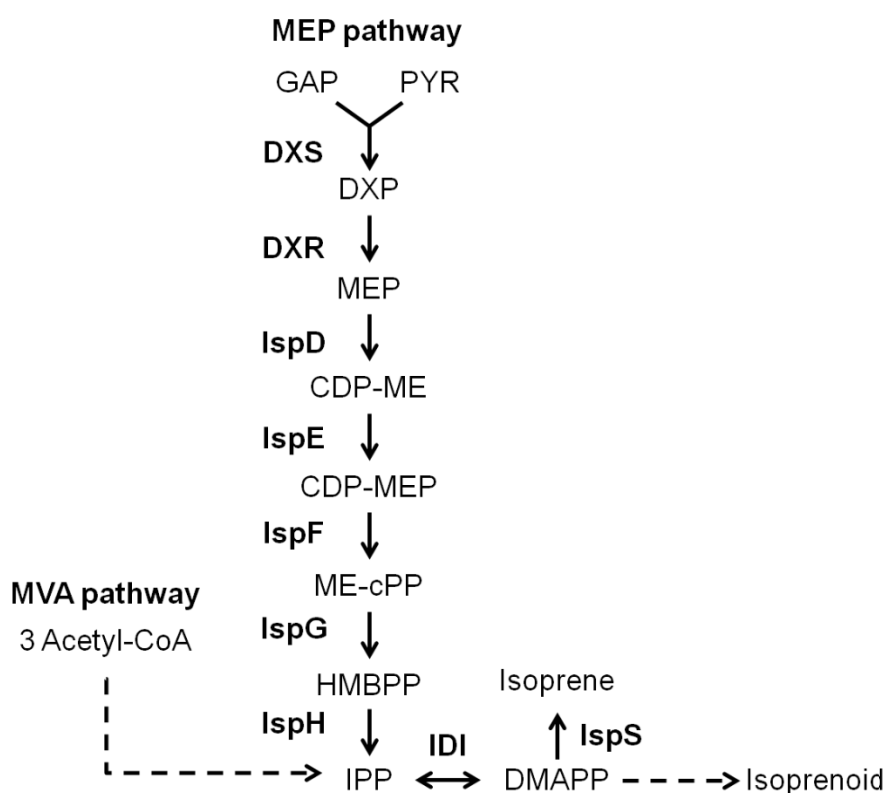 MEP pathway
GAP PYR
DXS
DXP
DXR
MEP
IspD
CDP-ME
IspE
CDP-MEP
IspF
ME-cPP
MVA pathway
3 Acetyl-CoA
IspG
HMBPP
Isoprene
IspH
IDI
IspS
IPP
DMAPP
Isoprenoid